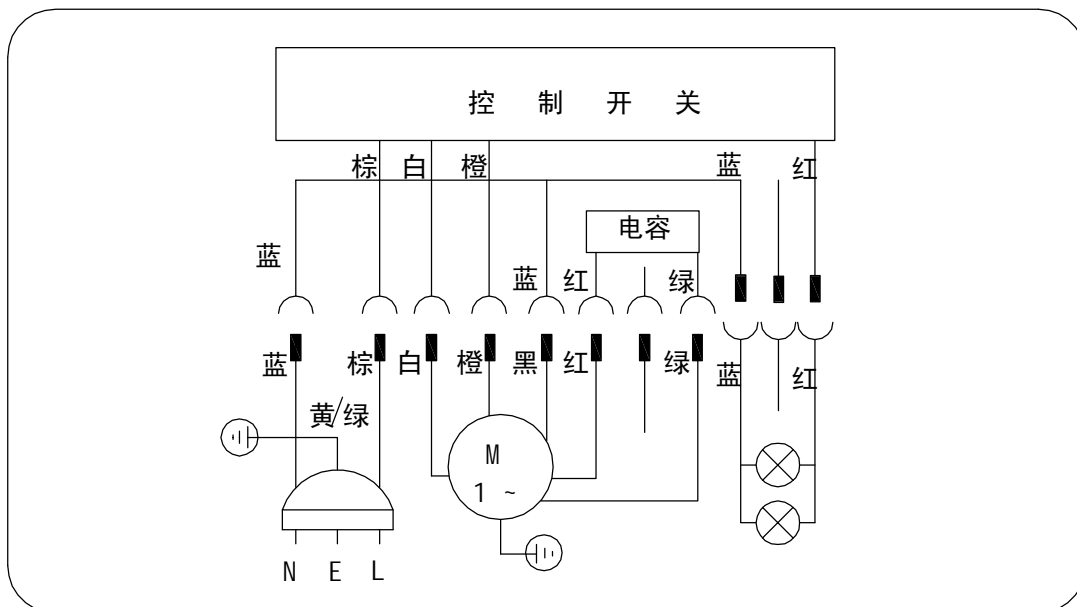 控制开关
棕 白 橙 蓝 红
电容
蓝 蓝 红 绿
蓝 棕 白 橙 黑 红 绿 蓝 红
黄/绿
M
1 ~
N E L